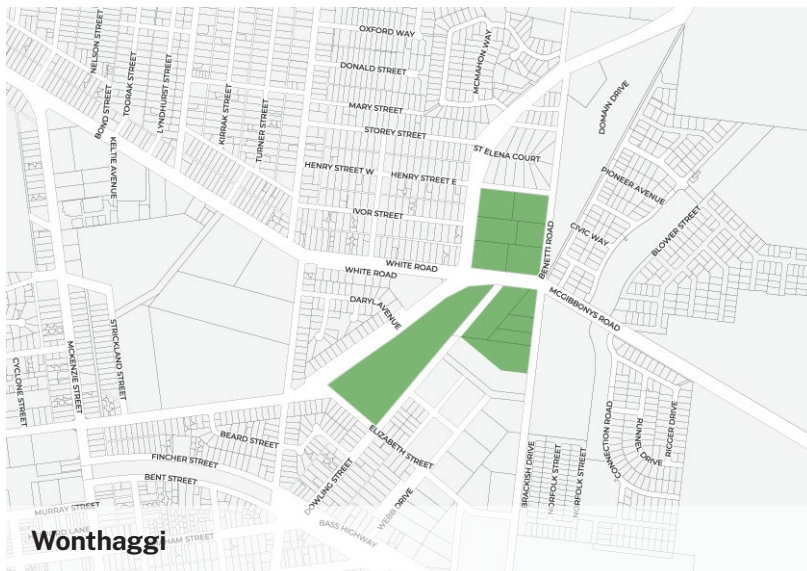 OXFORD WAY
NELSON STREET
MCMAHON WAY
TOORAK STREET
DONALD STREET
BOND STREET
LYNDHURST STREET
KIRRAK STREET
MARY STREET
DOMAIN DRIVE
TURNER STREET
STOREY STREET
KELTIE AVENUE
ST ELENA COURT
HENRY STREET W
HENRY STREET E
PIONEER AVENUE
IVOR STREET
BLOWER STREET
CIVIC WAY
BENETTI ROAD
WHITE ROAD
WHITE ROAD
DARYL AVENUE
MCGIBBONYS ROAD
STRICKLAND STREET
MCKENZIE STREET
CYCLONE STREET
BEARD STREET
ELIZABETH STREET
CONNECTION ROAD
RUNNEL DRIVE
RIGGER DRIVE
FINCHER STREET
BENT STREET
DOWLING STREET
WEBB DRIVE
BRACKISH DRIVE
NORFOLK STREET
NORFOLK STREET
MURRAY STREET
BASS HIGHWAY
LANE
HAM STREET
Wonthaggi